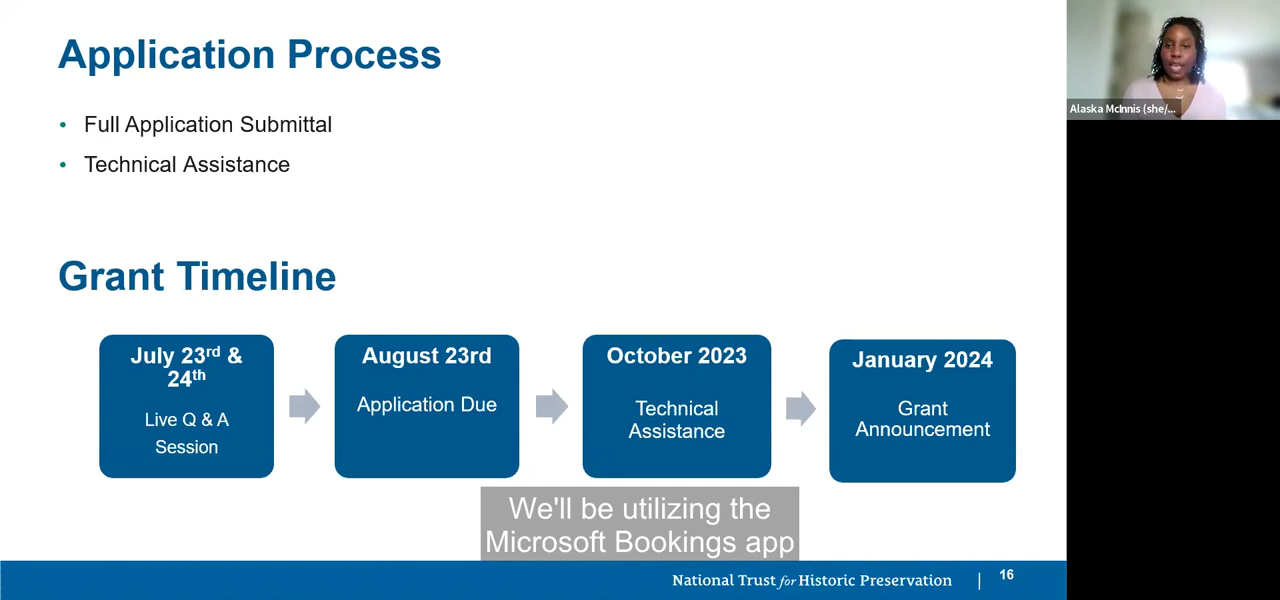 Application Process
• Full Application Submittal
• Technical Assistance
Grant Timeline
July 23rd &
24th
Live Q & A
Session
August 23rd
Application Due
October 2023
Technical
Assistance
January 2024
Grant
Announcement
We'll be utilizing the
Microsoft Bookings app
National Trust for Historic Preservation | 16
Alaska McInnis (she/...